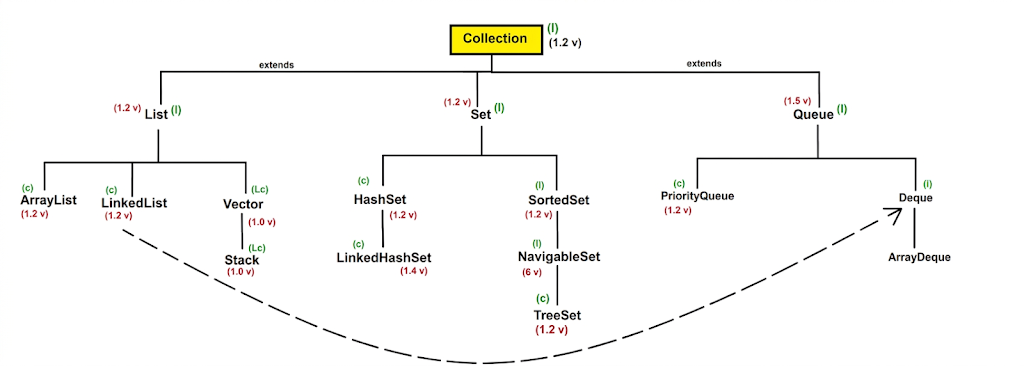 Collection (I)
(1.2 v)
extends
extends
(1.2 v) List (I)
(1.2 v) Set (I)
(1.5 v)
Queue (I)
(c)
ArrayList
(1.2 v)
(c)
LinkedList
(1.2 v)
(Lc)
Vector
(1.0 v)
(Lc)
Stack
(1.0 v)
(c)
HashSet
(1.2 v)
(c)
LinkedHashSet
(1.4 v)
(I)
SortedSet
(1.2 v)
(I)
NavigableSet
(6 v)
(c)
TreeSet
(1.2 v)
(c)
PriorityQueue
(1.2 v)
(i)
Deque
ArrayDeque